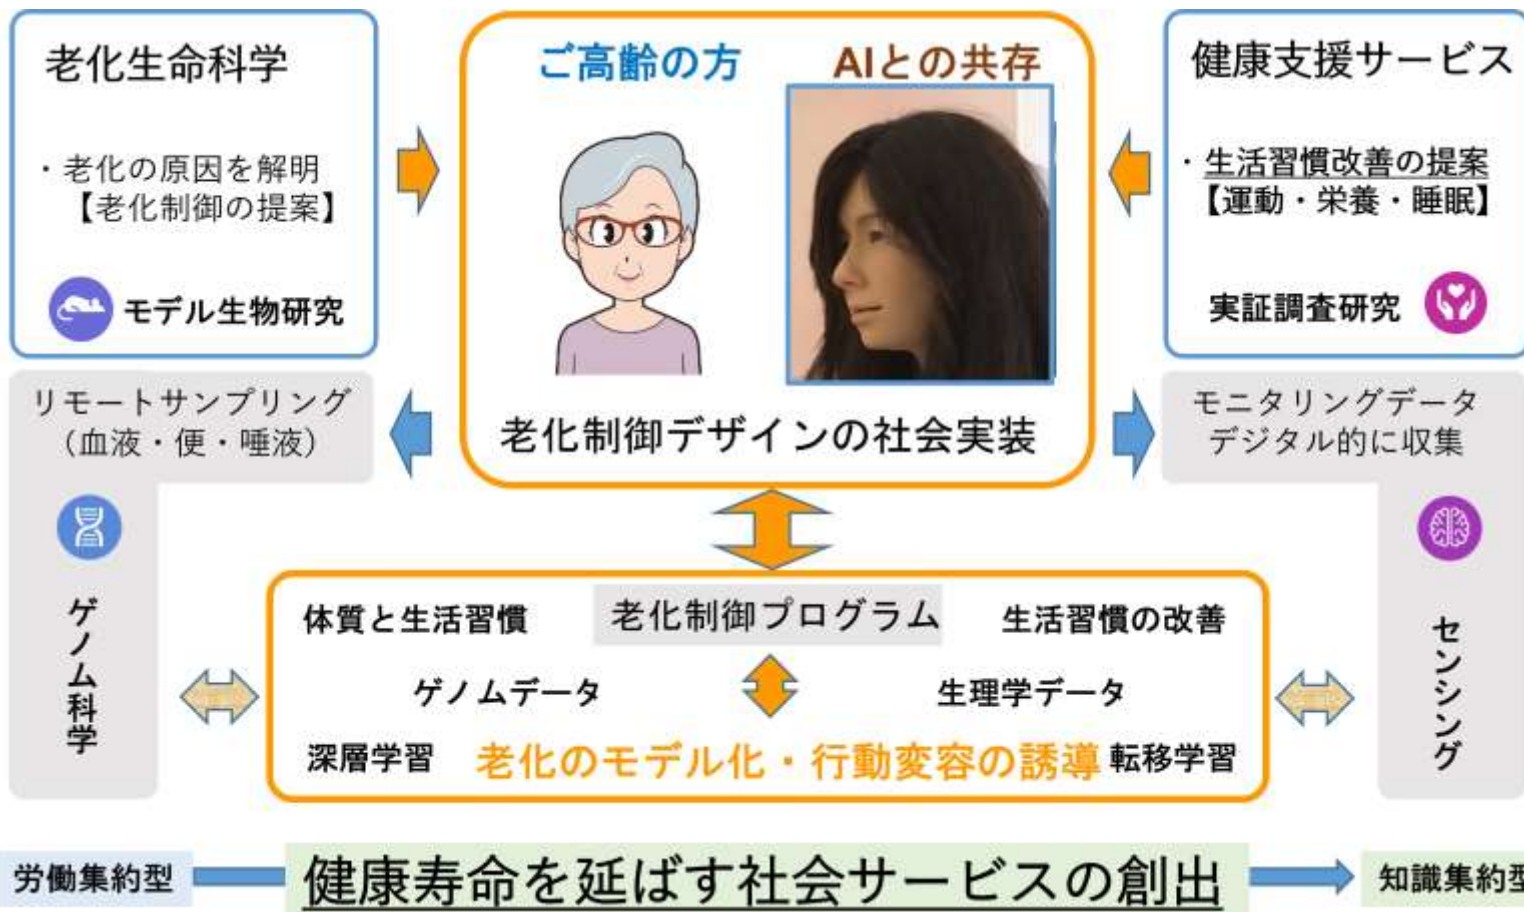 老化生命科学
・老化の原因を解明
【老化制御の提案】
モデル生物研究
ご高齢の方
AIとの共存
老化制御デザインの社会実装
健康支援サービス
・生活習慣改善の提案
【運動・栄養・睡眠】
実証調査研究
リモートサンプリング
（血液・便・唾液）
ゲノム科学
モニタリングデータ
デジタル的に収集
センシング
体質と生活習慣
老化制御プログラム
生活習慣の改善
ゲノムデータ
生理学データ
深層学習
老化のモデル化・行動変容の誘導
転移学習
労働集約型
健康寿命を延ばす社会サービスの創出
知識集約型